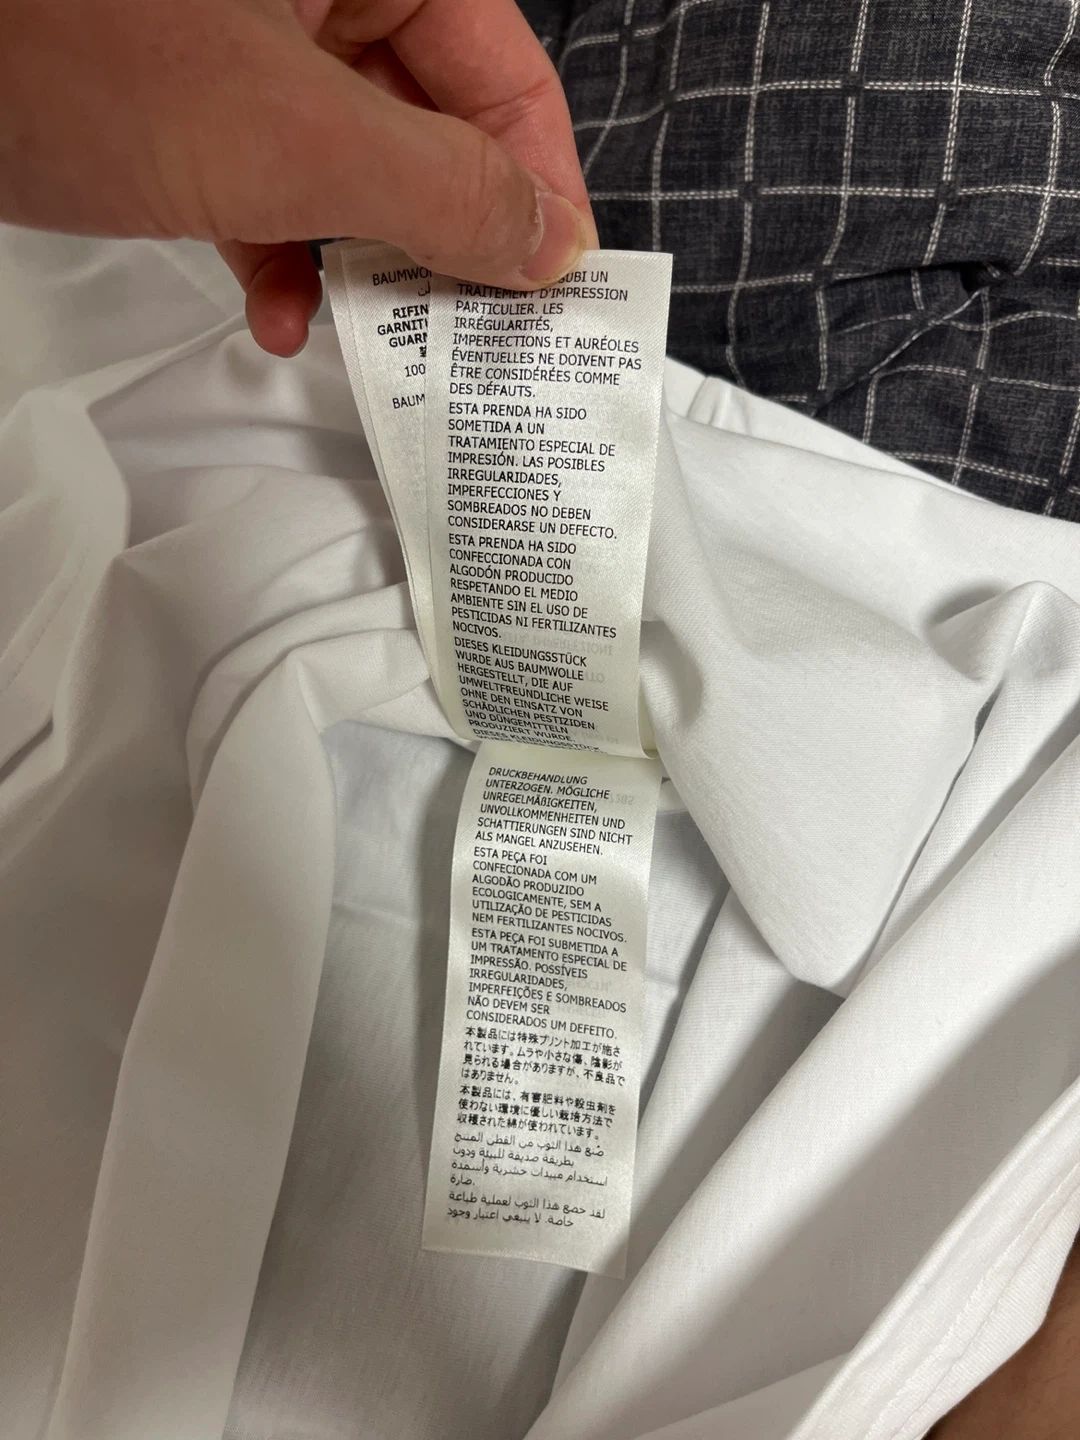 BAUMWO
RIFIN
GARNIT
GUAR
100
BAUM
SUBI UN
TRAITEMENT D'IMPRESSION
PARTICULIER. LES
IRRÉGULARITÉS,
IMPERFECTIONS ET AURÉOLES
ÉVENTUELLES NE DOIVENT PAS
ÊTRE CONSIDÉRÉES COMME
DES DÉFAUTS.
ESTA PRENDA HA SIDO
SOMETIDA A UN
TRATAMIENTO ESPECIAL DE
IMPRESIÓN. LAS POSIBLES
IRREGULARIDADES,
IMPERFECCIONES Y
SOMBREADOS NO DEBEN
CONSIDERARSE UN DEFECTO.
ESTA PRENDA HA SIDO
CONFECCIONADA CON
ALGODÓN PRODUCIDO
RESPETANDO EL MEDIO
AMBIENTE SIN EL USO DE
PESTICIDAS NI FERTILIZANTES
NOCIVOS.
DIESES KLEIDUNGSSTÜCK
WURDE AUS BAUMWOLLE
HERGESTELLT, DIE AUF
UMWELTFREUNDLICHE WEISE
OHNE DEN EINSATZ VON
SCHÄDLICHEN PESTIZIDEN
UND DÜNGEMITTELN
PRODUZIERT WURDE.
DIESES KLEIDUNGSSTÜCK
DRUCKBEHANDLUNG
UNTERZOGEN. MÖGLICHE
UNREGELMÄßIGKEITEN,
UNVOLLKOMMENHEITEN UND
SCHATTIERUNGEN SIND NICHT
ALS MANGEL ANZUSEHEN.
ESTA PEÇA FOI
CONFECIONADA COM UM
ALGODÃO PRODUZIDO
ECOLOGICAMENTE, SEM A
UTILIZAÇÃO DE PESTICIDAS
NEM FERTILIZANTES NOCIVOS.
ESTA PEÇA FOI SUBMETIDA A
UM TRATAMENTO ESPECIAL DE
IMPRESSÃO. POSSÍVEIS
IRREGULARIDADES,
IMPERFEIÇÕES E SOMBREADOS
NÃO DEVEM SER
CONSIDERADOS UM DEFEITO.
本製品には特殊プリント加工が施さ
れています。ムラや小さな傷、陰影が
見られる場合がありますが、不良品で
はありません。
本製品には、有害肥料や殺虫剤を
使わない環境に優しい栽培方法で
収穫された綿が使われています。
صُنع هذا الثوب من القطن المنتج
بطريقة صديقة للبيئة ودون
استخدام مبيدات حشرية وأسمدة
ضارة.
لقد خضع هذا الثوب لعملية طباعة
خاصة. لا ينبغي اعتبار وجود